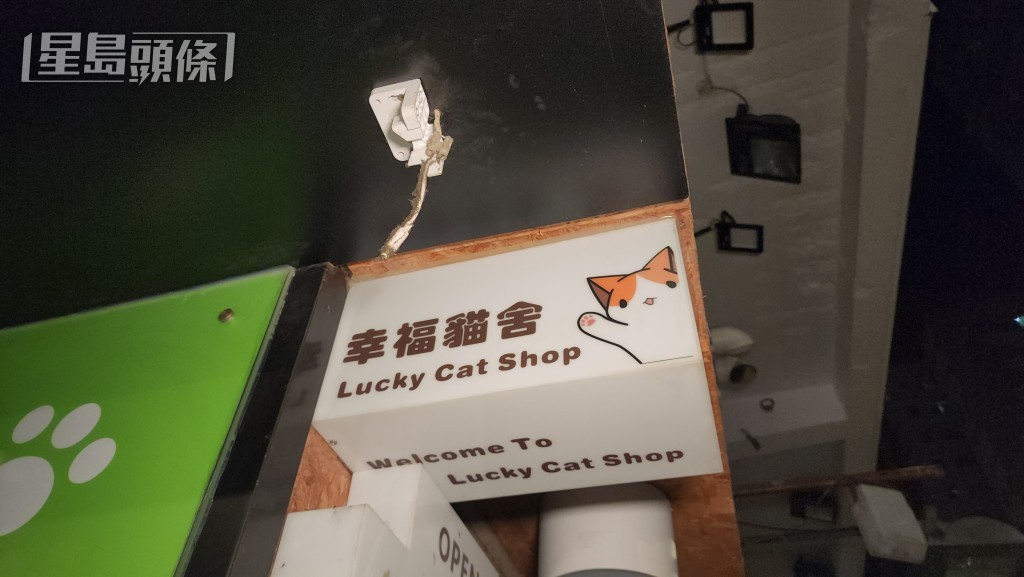 星島頭條
幸福貓舍
Lucky Cat Shop
Welcome To
Lucky Cat Shop
OPEN